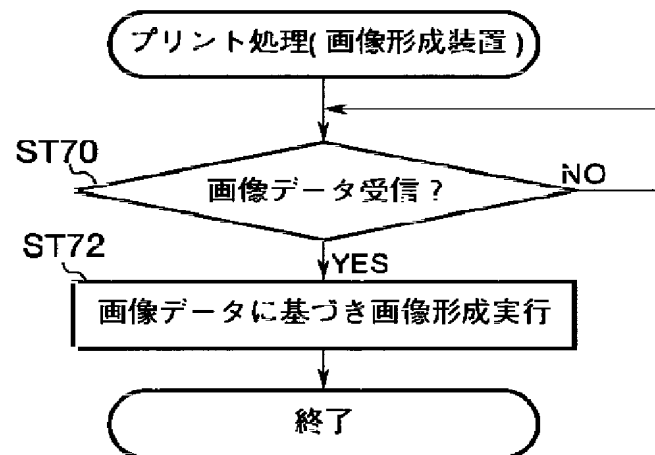 プリント処理(画像形成装置)
ST70
画像データ受信?
NO
ST72
YES
画像データに基づき画像形成実行
終了